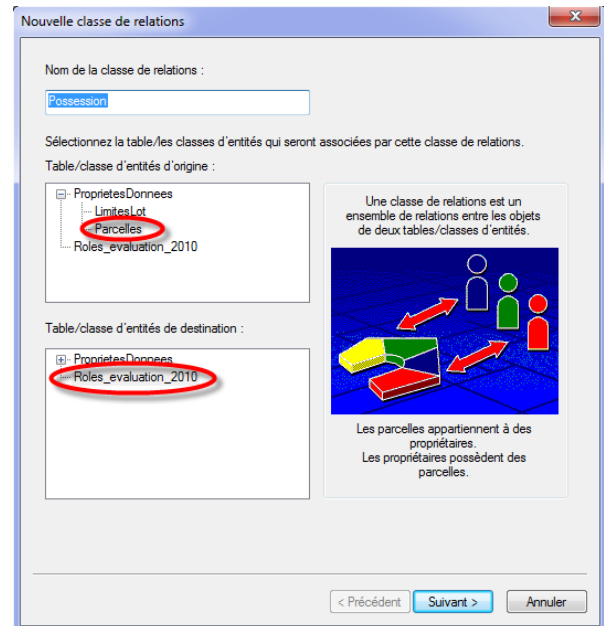 Nouvelle classe de relations
Nom de la classe de relations :
Possession
Sélectionnez la table/les classes d'entités qui seront associées par cette classe de relations.
Table/classe d'entités d'origine :
ProprietesDonnees
LimitesLot
Parcelles
Roles_evaluation_2010
Une classe de relations est un
ensemble de relations entre les objets
de deux tables/classes d'entités.
Table/classe d'entités de destination :
ProprietesDonnees
Roles_evaluation_2010
Les parcelles appartiennent à des
propriétaires.
Les propriétaires possèdent des
parcelles.
< Précédent
Suivant >
Annuler